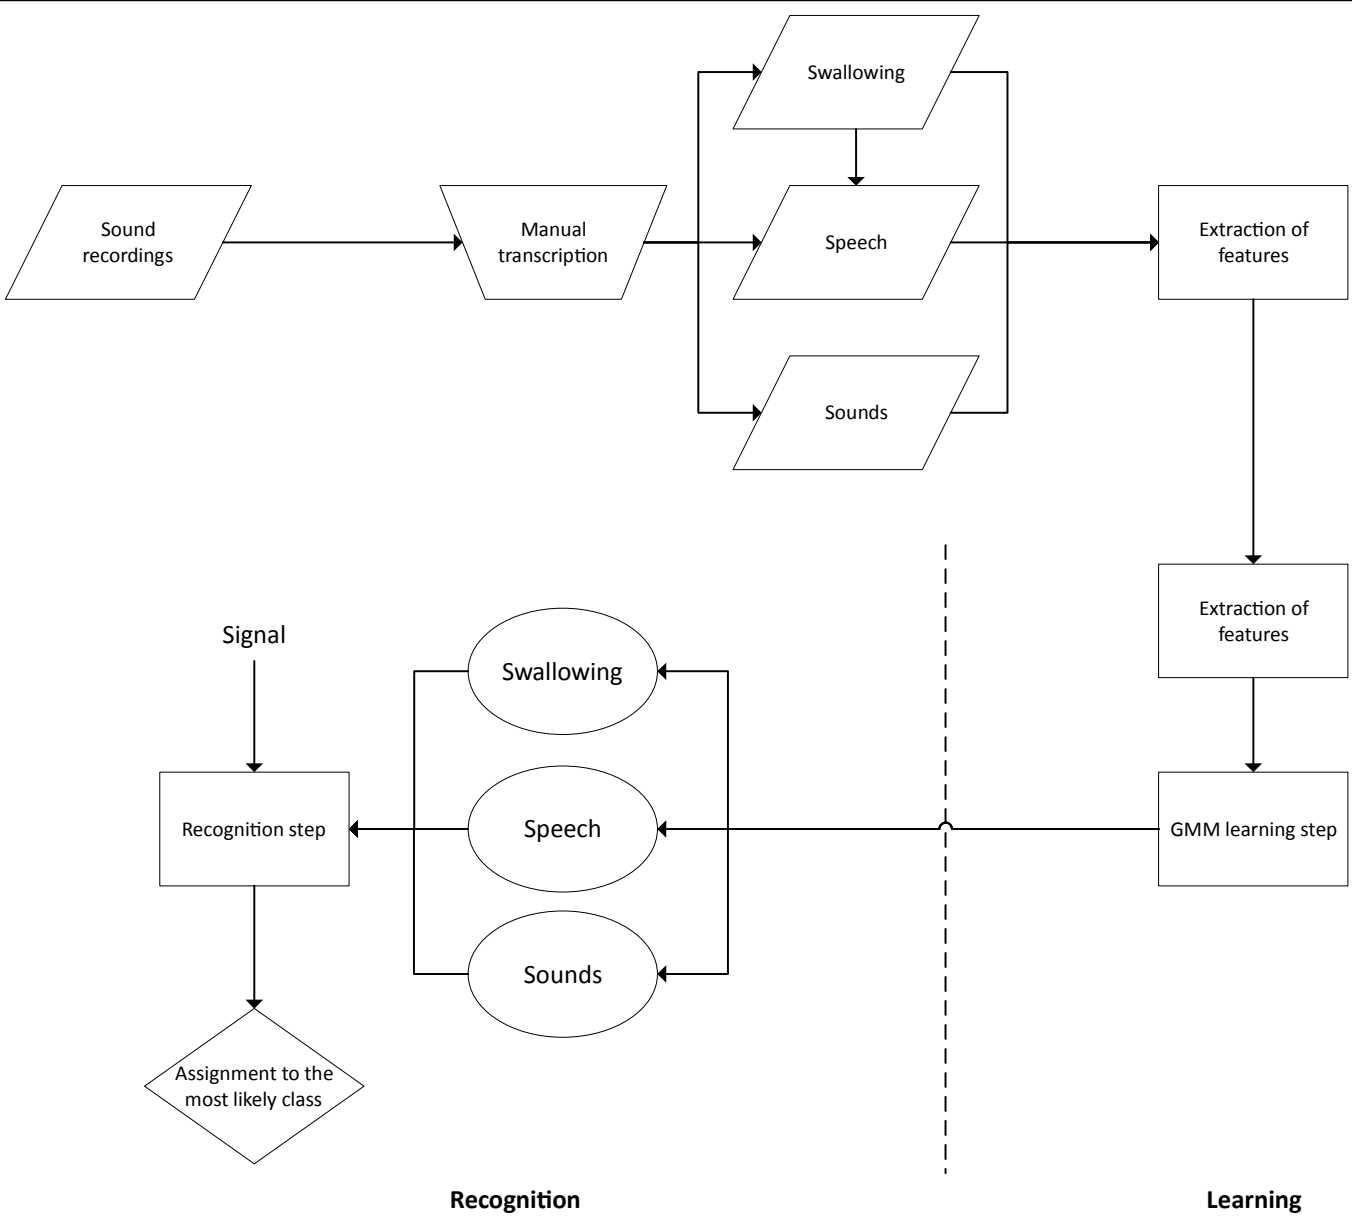 Swallowing
Sound
recordings
Manual
transcription
Speech
Extraction of
features
Sounds
Extraction of
features
Signal
Swallowing
Recognition step
Speech
GMM learning step
Sounds
Assignment to the
most likely class
Recognition
Learning